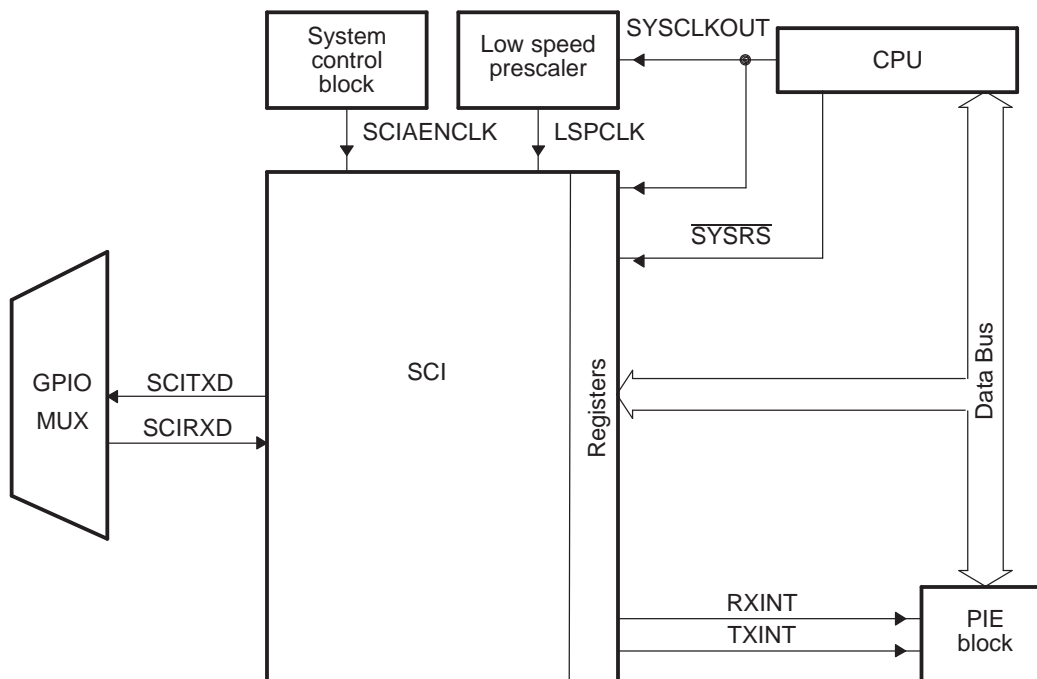 System
control
block
Low speed
prescaler
SYSCLKOUT
CPU
SCIAENCLK
LSPCLK
SYSRS
SCI
Registers
Data Bus
GPIO
MUX
SCITXD
SCIRXD
RXINT
TXINT
PIE
block